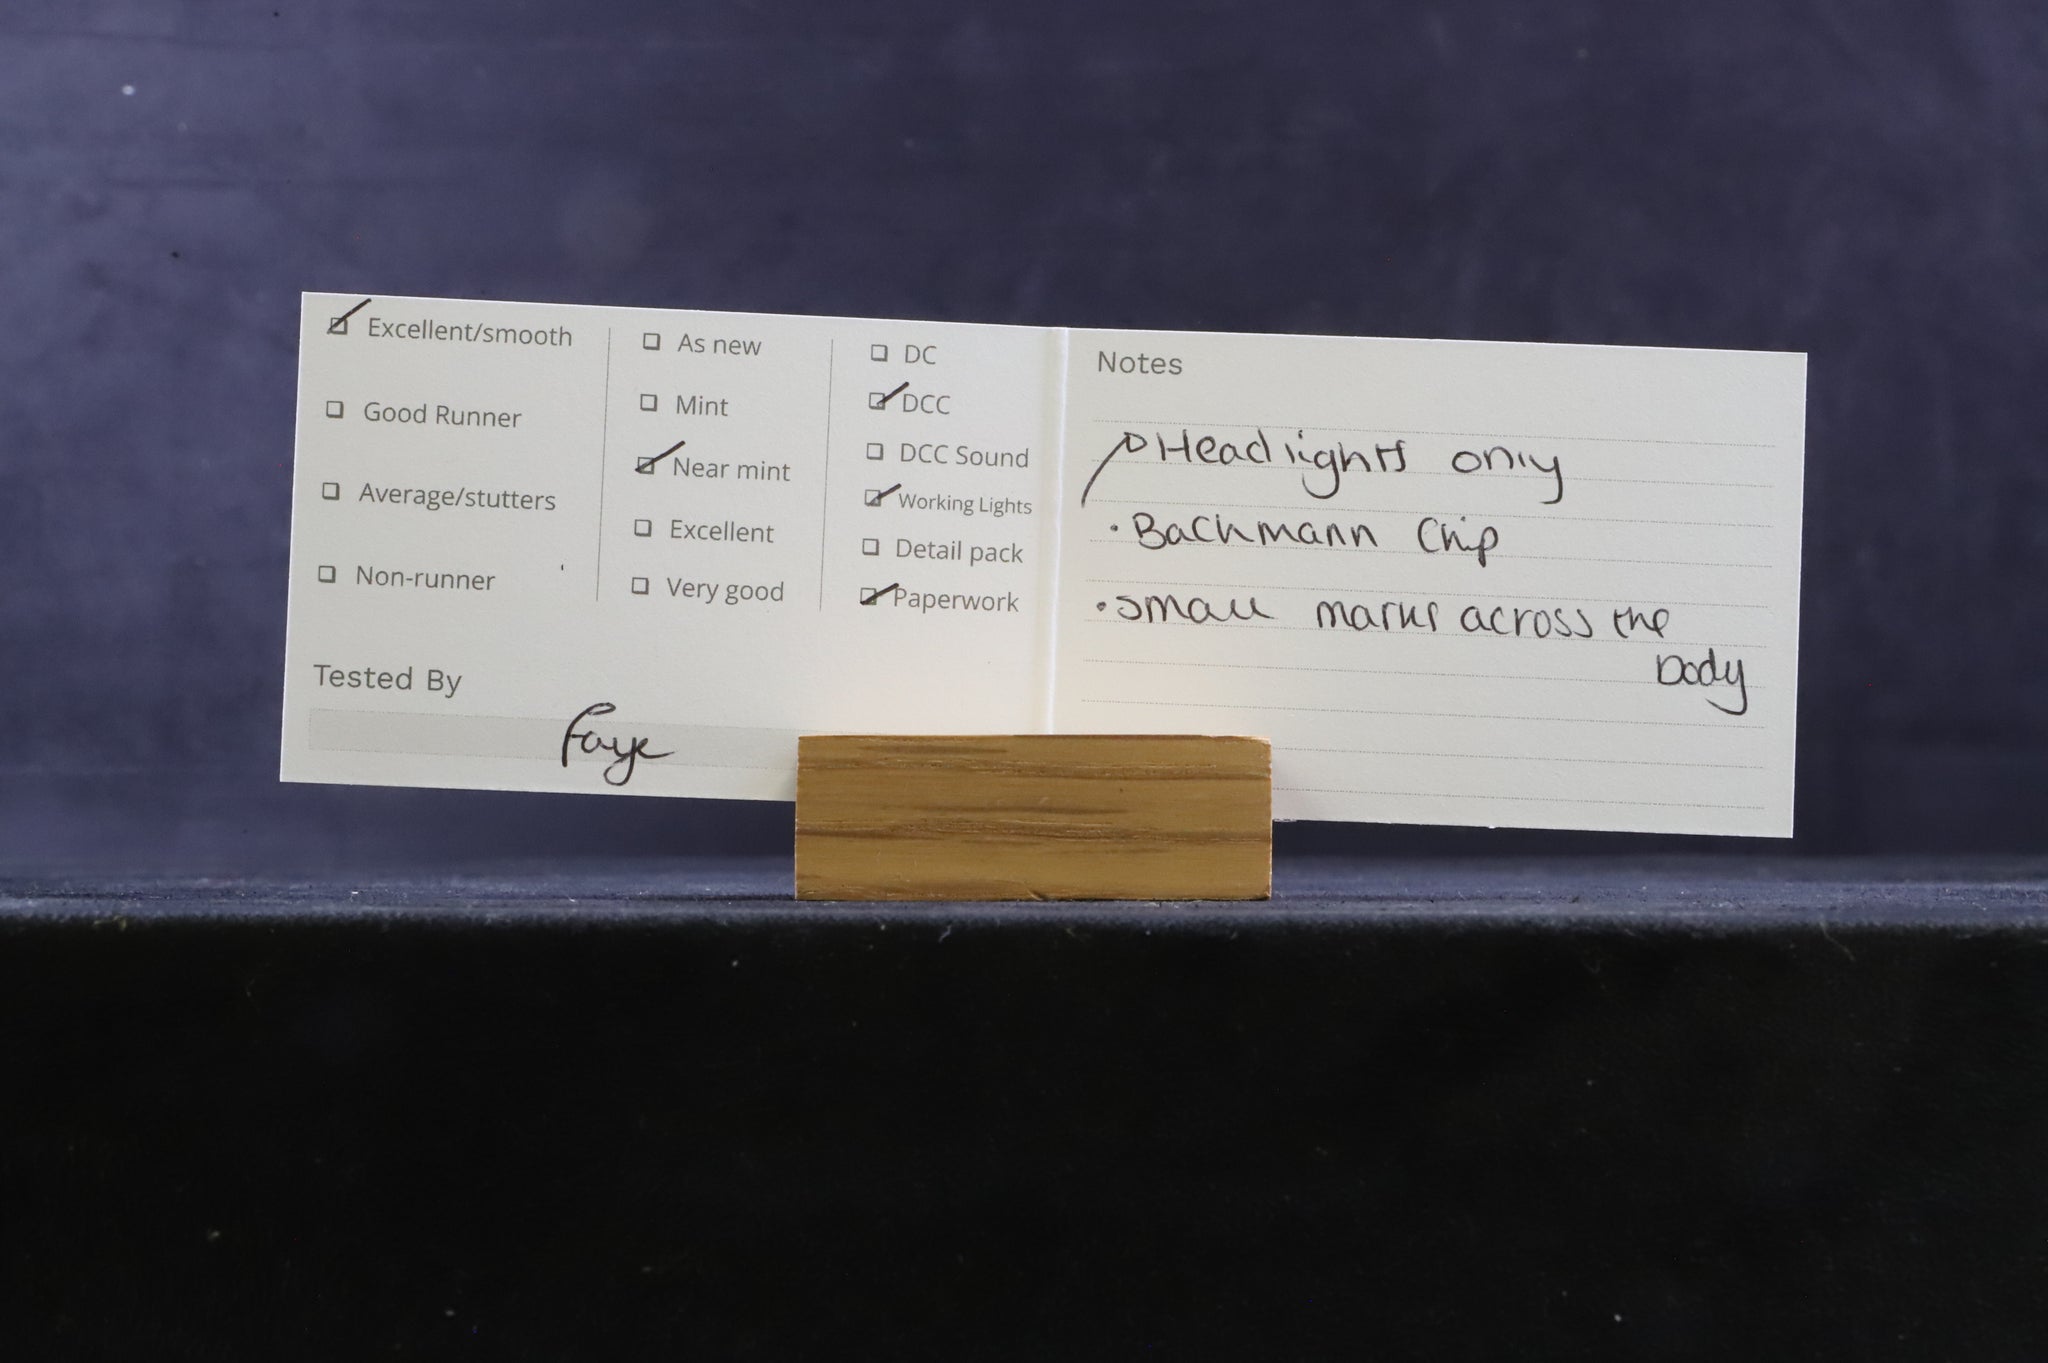 Excellent/smooth
Good Runner
Average/stutters
Non-runner
As new
Mint
Near mint
Excellent
Very good
DC
DCC
DCC Sound
Working Lights
Detail pack
Paperwork
Tested By
Faye
Notes
Headlights only
• Bachmann Chip
• small marks across the
body